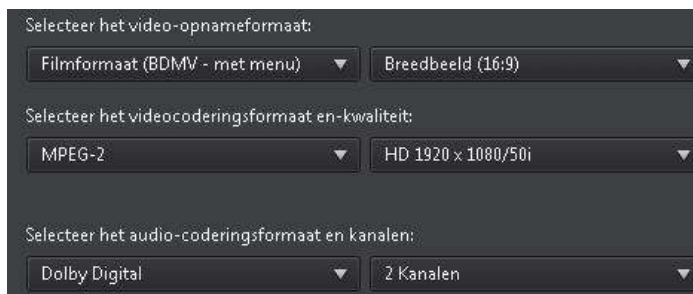 Selecteer het video-opnameformaat:
Filmformaat (BDMV - met menu) Breedbeeld (16:9)
Selecteer het videocoderingsformaat en-kwaliteit:
MPEG-2 HD 1920 x 1080/50i
Selecteer het audio-coderingsformaat en kanalen:
Dolby Digital 2 Kanalen